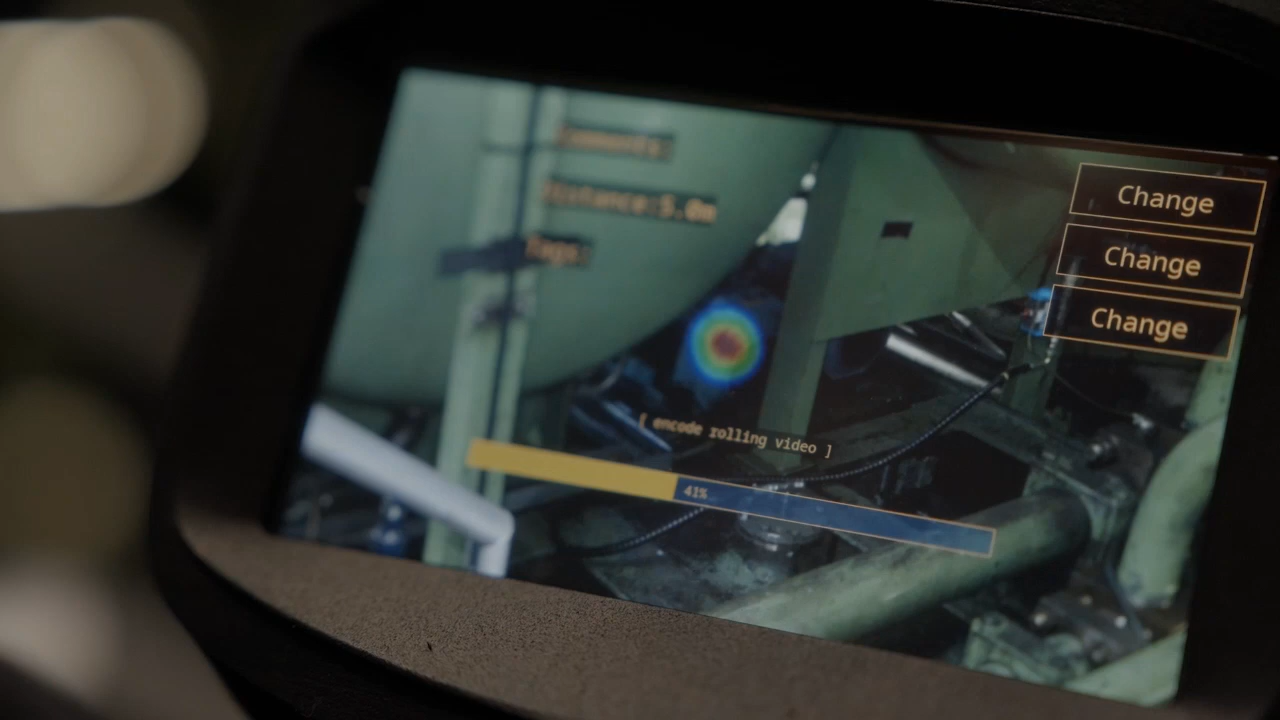 Comments:
Change
Distance:5.0m
Change
Tags:
Change
[ encode rolling video ]
41%